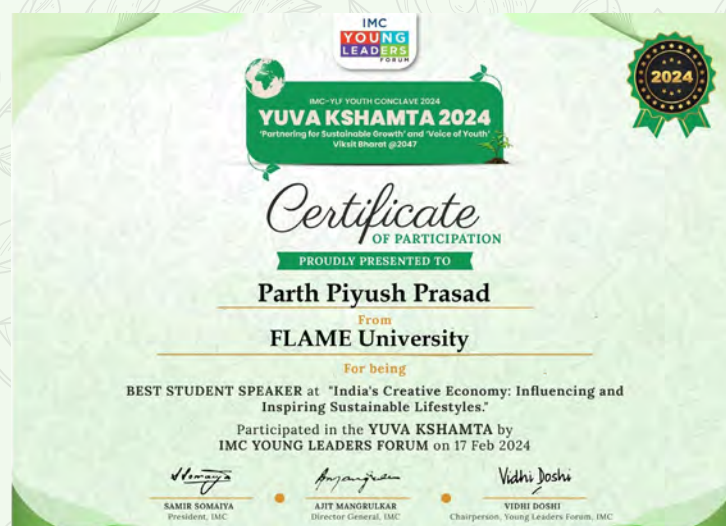 IMC
YOUNG
LEADERS
FORUM
2024
IMC-YLF YOUTH CONCLAVE 2024
YUVA KSHAMTA 2024
'Partnering for Sustainable Growth' and 'Voice of Youth'
Viksit Bharat @2047
Certificate
OF PARTICIPATION
PROUDLY PRESENTED TO
Parth Piyush Prasad
From
FLAME University
For being
BEST STUDENT SPEAKER at "India's Creative Economy: Influencing and
Inspiring Sustainable Lifestyles."
Participated in the YUVA KSHAMTA by
IMC YOUNG LEADERS FORUM on 17 Feb 2024
Vidhi Doshi
SAMIR SOMAIYA
President, IMC
AJIT MANGRULKAR
Director General, IMC
VIDHI DOSHI
Chairperson, Young Leaders Forum, IMC